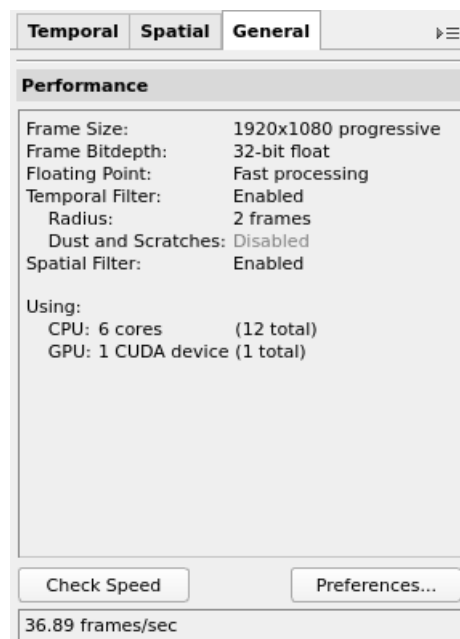 Temporal Spatial General
Performance
Frame Size: 1920x1080 progressive
Frame Bitdepth: 32-bit float
Floating Point: Fast processing
Temporal Filter: Enabled
Radius: 2 frames
Dust and Scratches: Disabled
Spatial Filter: Enabled
Using:
CPU: 6 cores (12 total)
GPU: 1 CUDA device (1 total)
Check Speed Preferences...
36.89 frames/sec